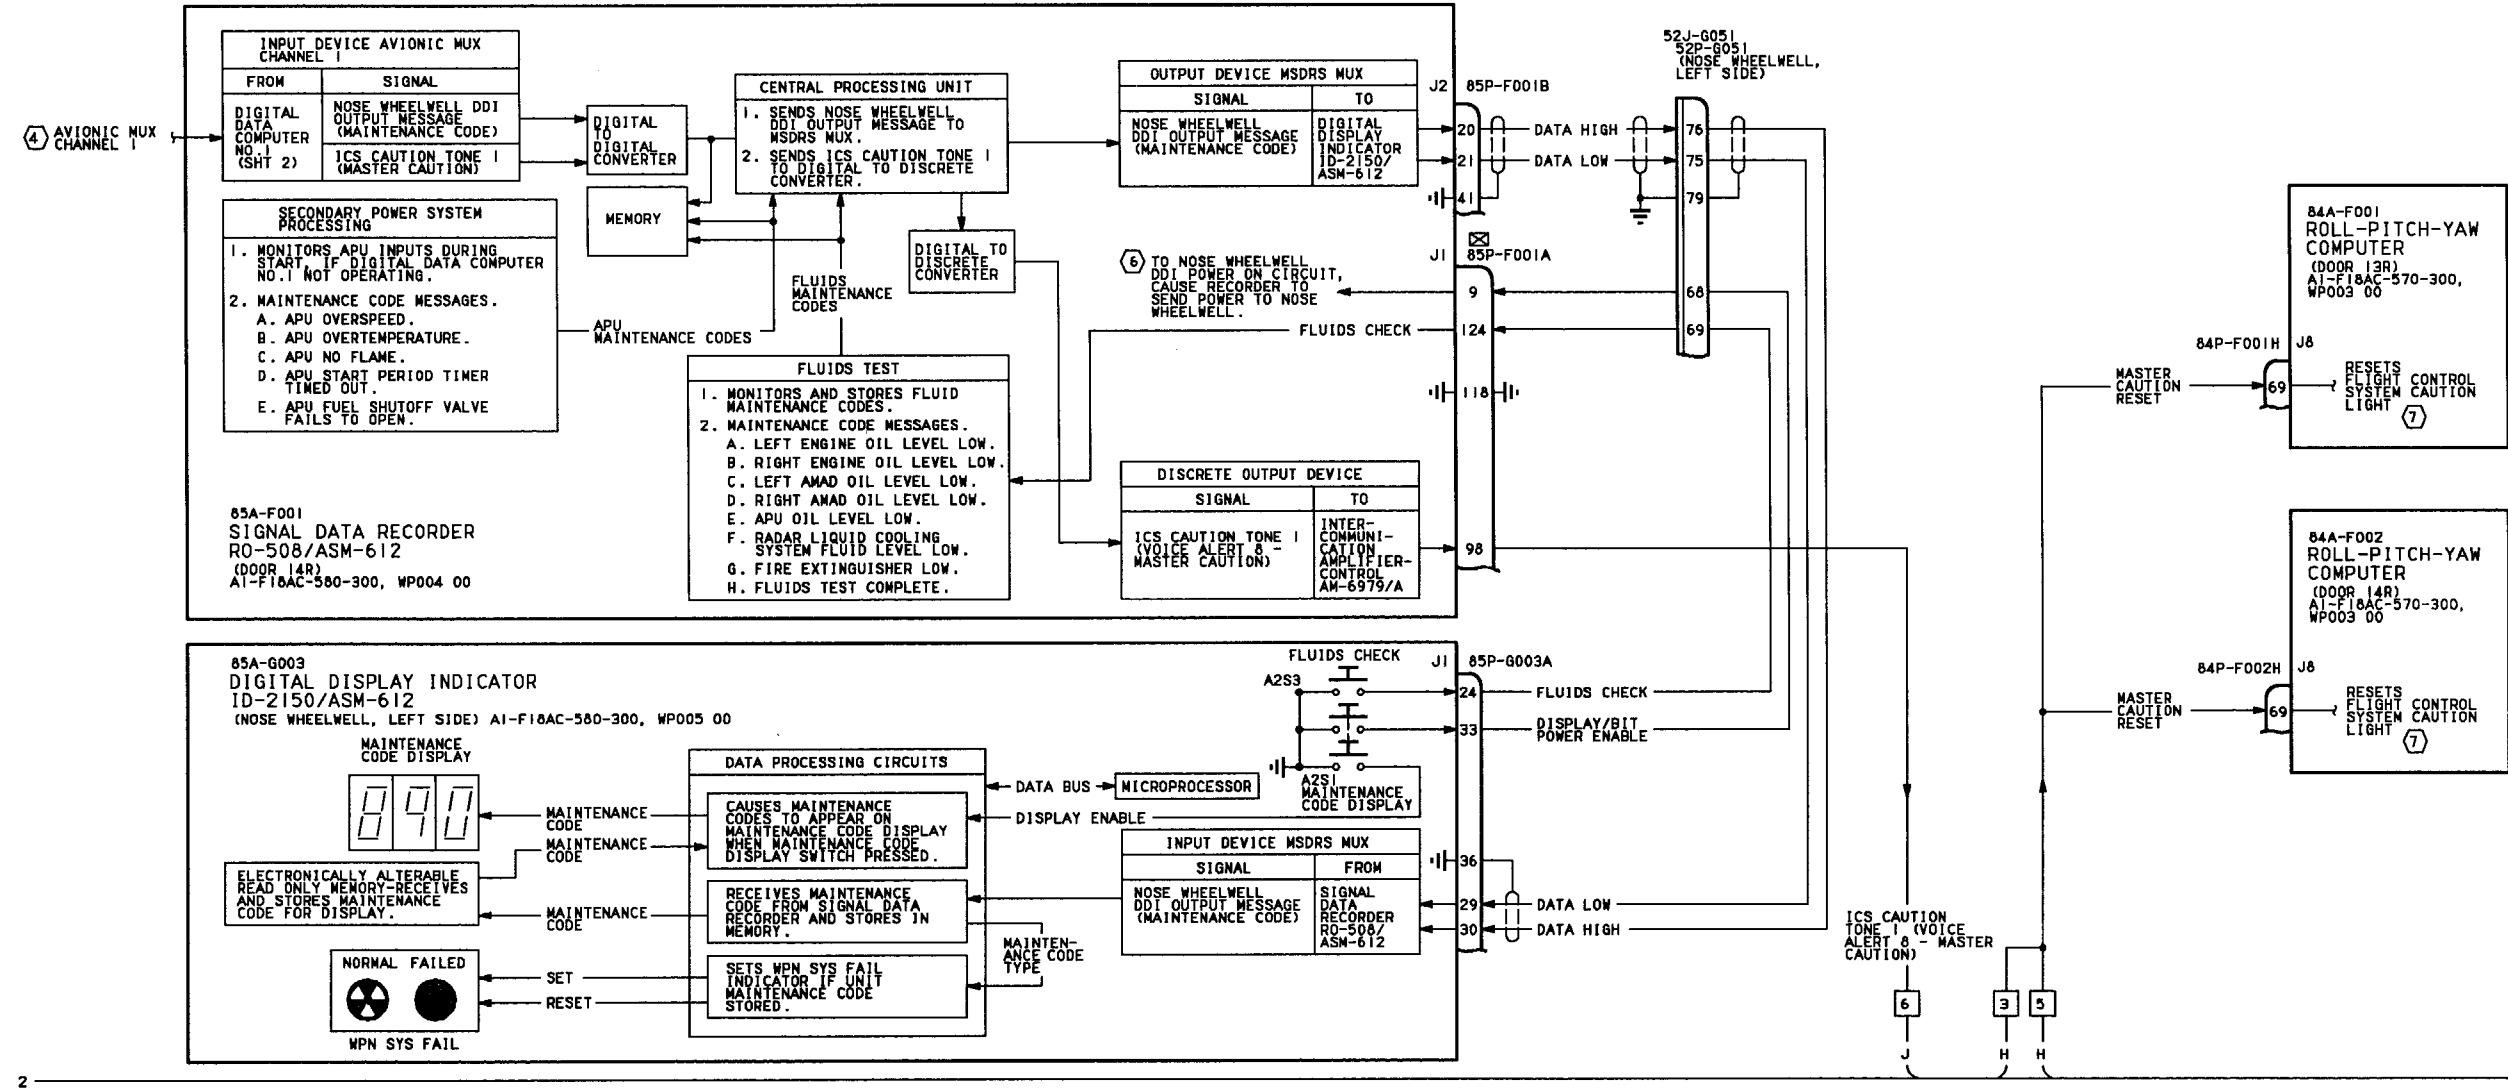 INPUT DEVICE AVIONIC MUX
CHANNEL 1
FROM
SIGNAL
DIGITAL
DATA
COMPUTER
NO.1
(SHT 2)
NOSE WHEELWELL DDI
OUTPUT MESSAGE
(MAINTENANCE CODE)
ICS CAUTION TONE 1
(MASTER CAUTION)
4
AVIONIC MUX
CHANNEL 1
DIGITAL
TO
DIGITAL
CONVERTER
MEMORY
CENTRAL PROCESSING UNIT
1. SENDS NOSE WHEELWELL
DDI OUTPUT MESSAGE TO
MSDRS MUX.
2. SENDS ICS CAUTION TONE 1
TO DIGITAL TO DISCRETE
CONVERTER.
DIGITAL TO
DISCRETE
CONVERTER
OUTPUT DEVICE MSDRS MUX
SIGNAL
TO
NOSE WHEELWELL
DDI OUTPUT MESSAGE
(MAINTENANCE CODE)
DIGITAL
DISPLAY
INDICATOR
ID-2150/
ASM-612
SECONDARY POWER SYSTEM
PROCESSING
1. MONITORS APU INPUTS DURING
START, IF DIGITAL DATA COMPUTER
NO.1 NOT OPERATING.
2. MAINTENANCE CODE MESSAGES.
A. APU OVERSPEED.
B. APU OVERTEMPERATURE.
C. APU NO FLAME.
D. APU START PERIOD TIMER
TIMED OUT.
E. APU FUEL SHUTOFF VALVE
FAILS TO OPEN.
APU
MAINTENANCE CODES
FLUIDS
MAINTENANCE
CODES
FLUIDS TEST
1. MONITORS AND STORES FLUID
MAINTENANCE CODES.
2. MAINTENANCE CODE MESSAGES.
A. LEFT ENGINE OIL LEVEL LOW.
B. RIGHT ENGINE OIL LEVEL LOW.
C. LEFT AMAD OIL LEVEL LOW.
D. RIGHT AMAD OIL LEVEL LOW.
E. APU OIL LEVEL LOW.
F. RADAR LIQUID COOLING
SYSTEM FLUID LEVEL LOW.
G. FIRE EXTINGUISHER LOW.
H. FLUIDS TEST COMPLETE.
6
TO NOSE WHEELWELL
DDI POWER ON CIRCUIT,
CAUSE RECORDER TO
SEND POWER TO NOSE
WHEELWELL.
FLUIDS CHECK
DISCRETE OUTPUT DEVICE
SIGNAL
TO
ICS CAUTION TONE 1
(VOICE ALERT 8 -
MASTER CAUTION)
INTER-
COMMUNI-
CATION
AMPLIFIER-
CONTROL
AM-6979/A
85A-F001
SIGNAL DATA RECORDER
RO-508/ASM-612
(DOOR 14R)
A1-F18AC-580-300, WP004 00
J2
85P-F001B
20
DATA HIGH
21
DATA LOW
41
J1
85P-F001A
9
124
118
98
52J-G051
52P-G051
(NOSE WHEELWELL,
LEFT SIDE)
76
75
79
68
69
84A-F001
ROLL-PITCH-YAW
COMPUTER
(DOOR 13R)
A1-F18AC-570-300,
WP003 00
84P-F001H
J8
MASTER
CAUTION
RESET
69
RESETS
FLIGHT CONTROL
SYSTEM CAUTION
LIGHT
7
84A-F002
ROLL-PITCH-YAW
COMPUTER
(DOOR 14R)
A1-F18AC-570-300,
WP003 00
84P-F002H
J8
MASTER
CAUTION
RESET
69
RESETS
FLIGHT CONTROL
SYSTEM CAUTION
LIGHT
7
85A-G003
DIGITAL DISPLAY INDICATOR
ID-2150/ASM-612
(NOSE WHEELWELL, LEFT SIDE) A1-F18AC-580-300, WP005 00
MAINTENANCE
CODE DISPLAY
890
ELECTRONICALLY ALTERABLE
READ ONLY MEMORY-RECEIVES
AND STORES MAINTENANCE
CODE FOR DISPLAY.
NORMAL FAILED
WPN SYS FAIL
MAINTENANCE
CODE
MAINTENANCE
CODE
MAINTENANCE
CODE
SET
RESET
DATA PROCESSING CIRCUITS
CAUSES MAINTENANCE
CODES TO APPEAR ON
MAINTENANCE CODE DISPLAY
WHEN MAINTENANCE CODE
DISPLAY SWITCH PRESSED.
RECEIVES MAINTENANCE
CODE FROM SIGNAL DATA
RECORDER AND STORES IN
MEMORY.
SETS WPN SYS FAIL
INDICATOR IF UNIT
MAINTENANCE CODE
STORED.
DATA BUS
MICROPROCESSOR
DISPLAY ENABLE
MAINTEN-
ANCE CODE
TYPE
FLUIDS CHECK
A2S3
A2S1
MAINTENANCE
CODE DISPLAY
INPUT DEVICE MSDRS MUX
SIGNAL
FROM
NOSE WHEELWELL
DDI OUTPUT MESSAGE
(MAINTENANCE CODE)
SIGNAL
DATA
RECORDER
RO-508/
ASM-612
J1
85P-G003A
24
FLUIDS CHECK
33
DISPLAY/BIT
POWER ENABLE
36
29
DATA LOW
30
DATA HIGH
ICS CAUTION
TONE 1 (VOICE
ALERT 8 - MASTER
CAUTION)
6
3
5
J
H
H
2